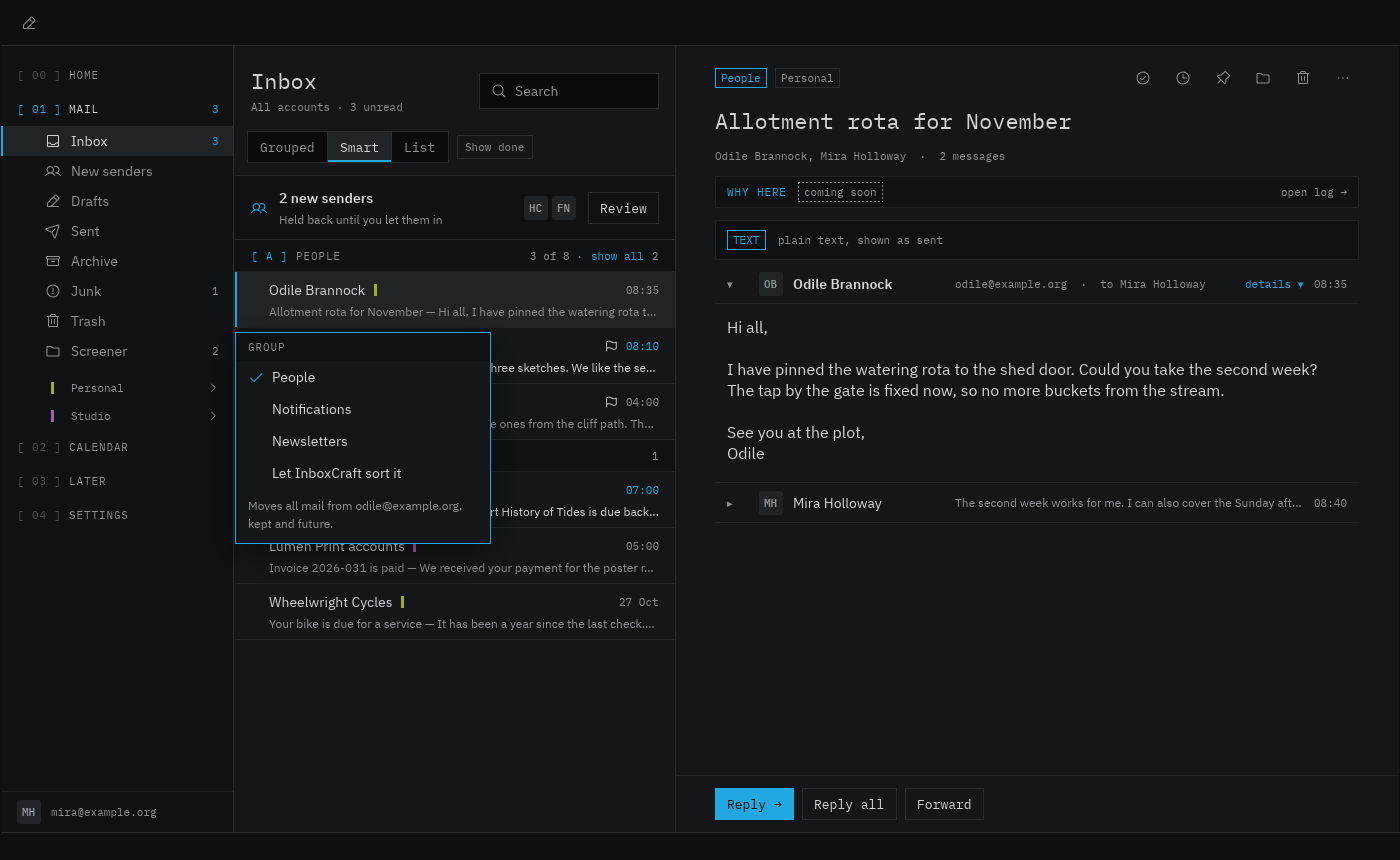 [ 00 ] HOME
[ 01 ] MAIL 3
Inbox 3
New senders
Drafts
Sent
Archive
Junk 1
Trash
Screener 2
Personal
Studio
[ 02 ] CALENDAR
[ 03 ] LATER
[ 04 ] SETTINGS
MH mira@example.org
Inbox
All accounts · 3 unread
Search
Grouped Smart List Show done
2 new senders
Held back until you let them in
HC FN Review
[ A ] PEOPLE 3 of 8 · show all 2
Odile Brannock 08:35
Allotment rota for November — Hi all, I have pinned the watering rota t…
08:10
hree sketches. We like the se…
04:00
e ones from the cliff path. Th…
1
07:00
rt History of Tides is due back…
GROUP
People
Notifications
Newsletters
Let InboxCraft sort it
Moves all mail from odile@example.org,
kept and future.
Lumen Print accounts 05:00
Invoice 2026-031 is paid — We received your payment for the poster r…
Wheelwright Cycles 27 Oct
Your bike is due for a service — It has been a year since the last check.…
People Personal
Allotment rota for November
Odile Brannock, Mira Holloway · 2 messages
WHY HERE coming soon open log →
TEXT plain text, shown as sent
▾ OB Odile Brannock odile@example.org · to Mira Holloway details ▾ 08:35
Hi all,
I have pinned the watering rota to the shed door. Could you take the second week?
The tap by the gate is fixed now, so no more buckets from the stream.
See you at the plot,
Odile
▸ MH Mira Holloway The second week works for me. I can also cover the Sunday aft… 08:40
Reply → Reply all Forward